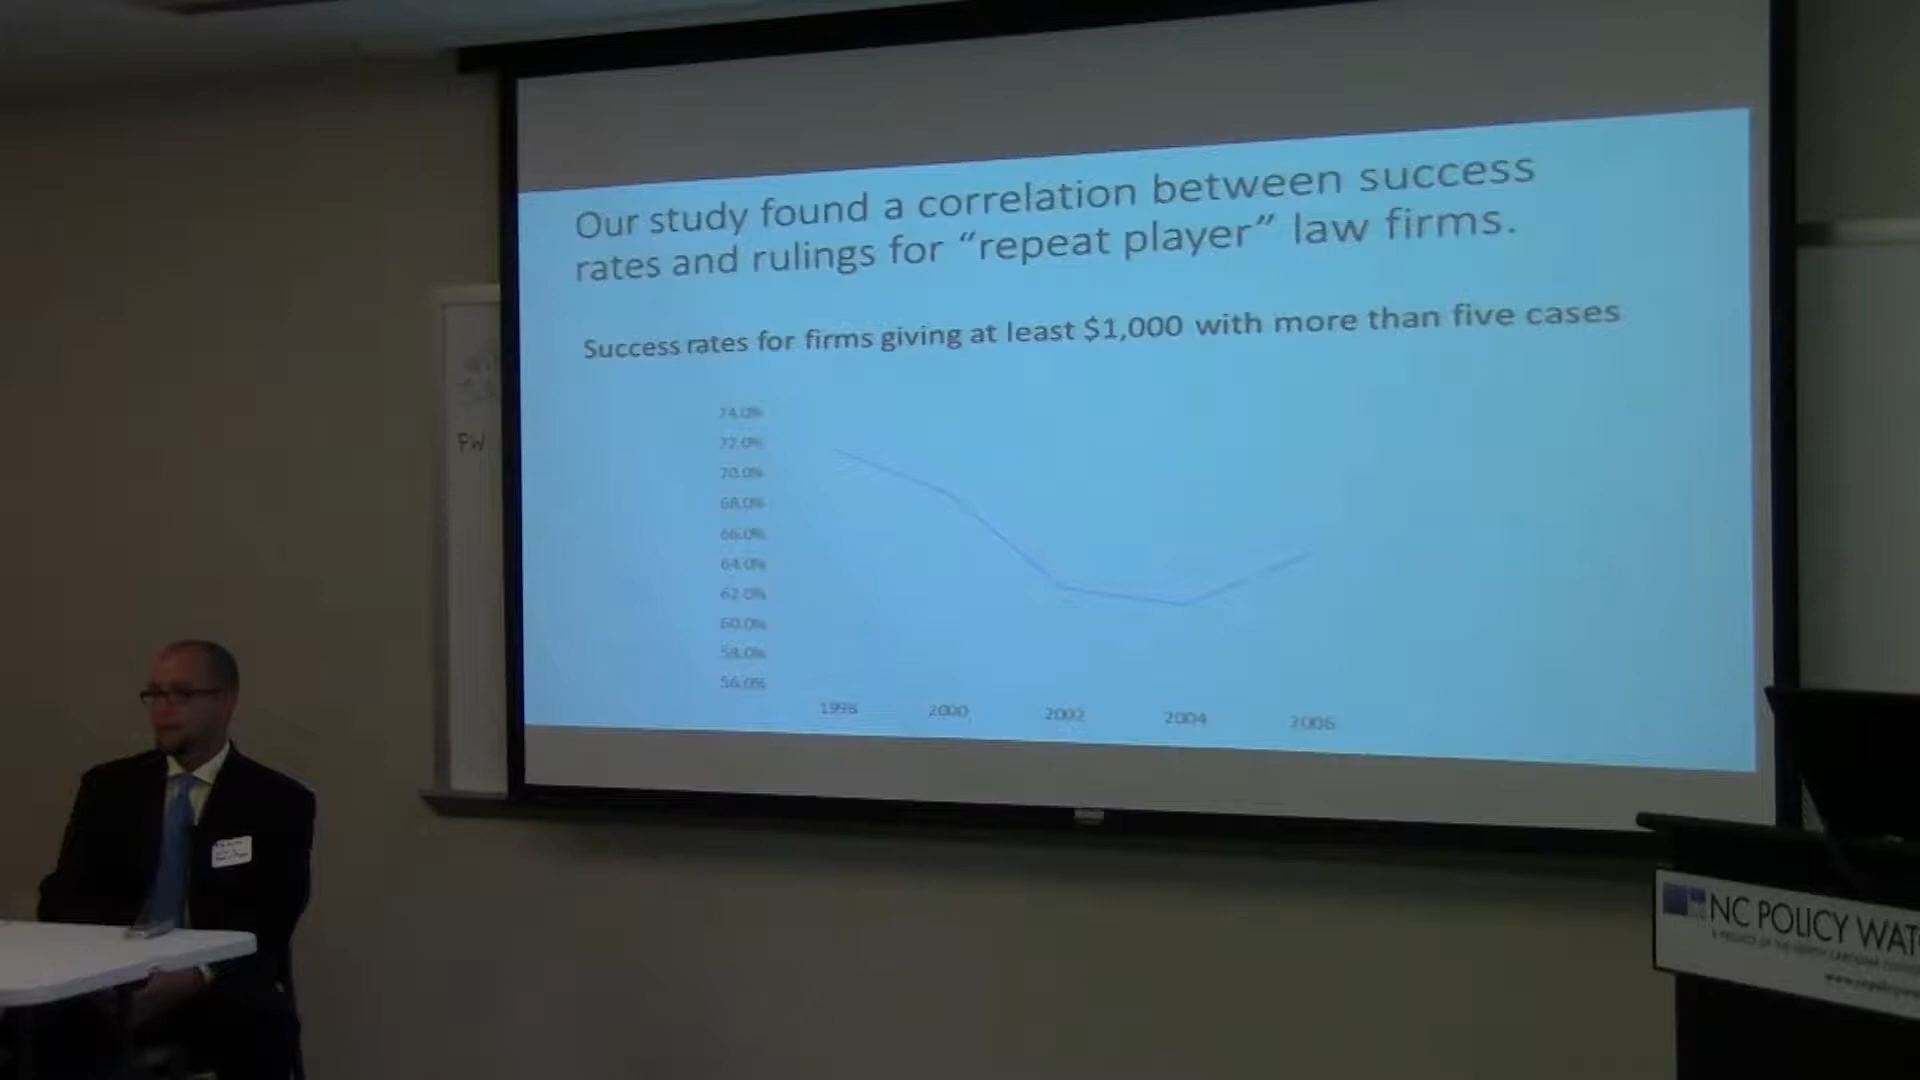 Our study found a correlation between success
rates and rulings for “repeat player” law firms.
Success rates for firms giving at least $1,000 with more than five cases
74.0%
72.0%
70.0%
68.0%
66.0%
64.0%
62.0%
60.0%
58.0%
56.0%
1998 2000 2002 2004 2006
FW
NC POLICY WAT